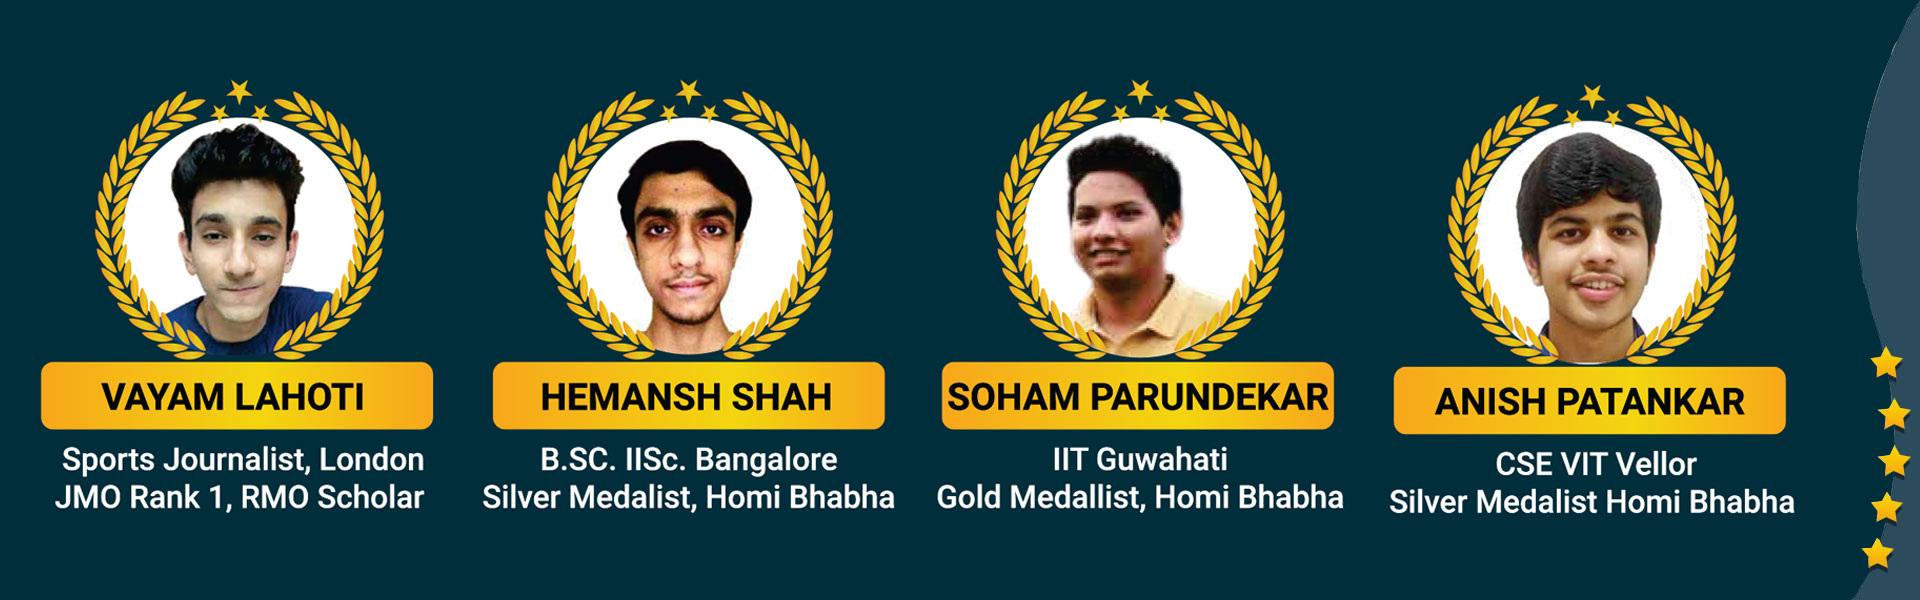 VAYAM LAHOTI
Sports Journalist, London
JMO Rank 1, RMO Scholar
HEMANSH SHAH
B.SC. IISc. Bangalore
Silver Medalist, Homi Bhabha
SOHAM PARUNDEKAR
IIT Guwahati
Gold Medallist, Homi Bhabha
ANISH PATANKAR
CSE VIT Vellor
Silver Medalist Homi Bhabha